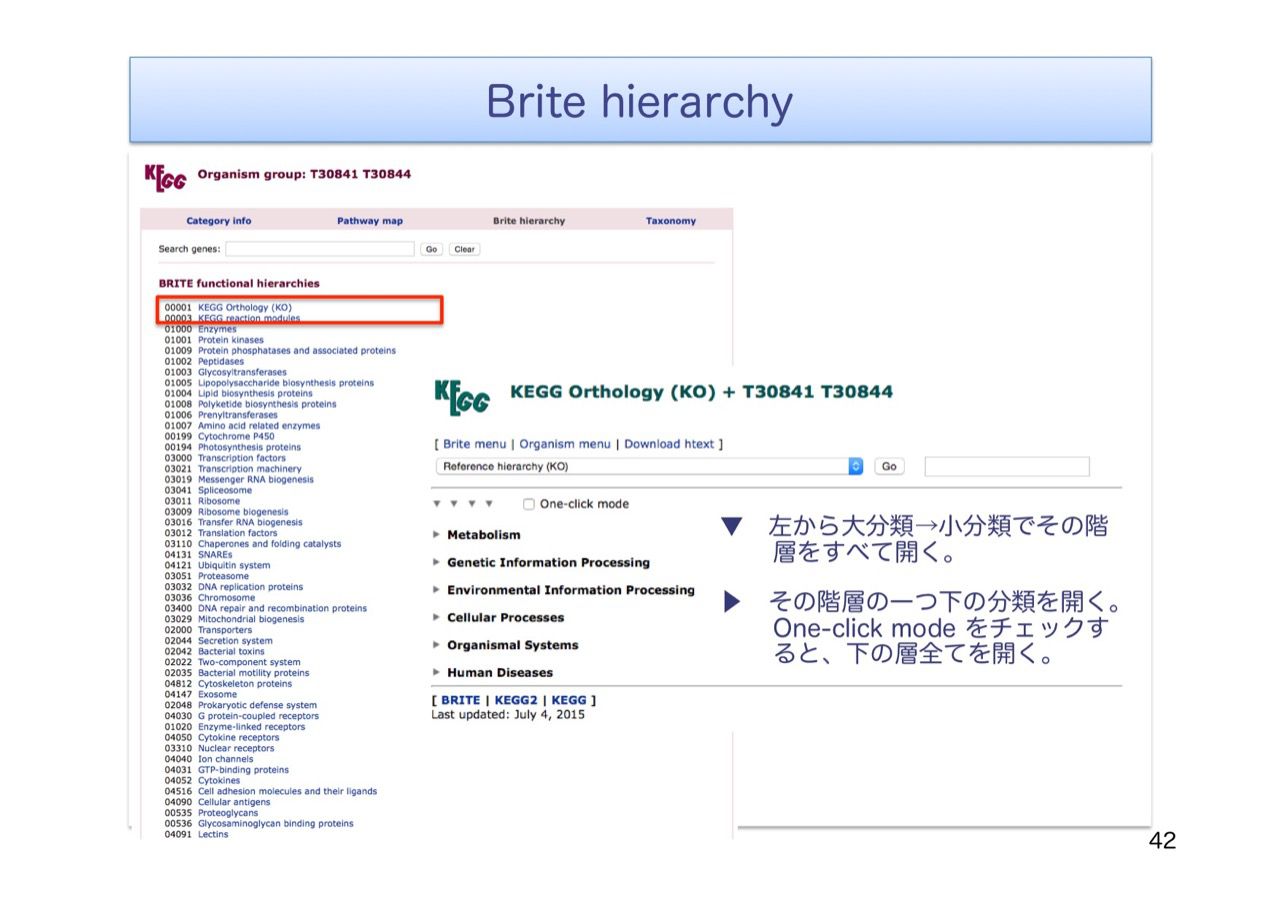 Brite hierarchy
KEGG Organism group: T30841 T30844
Category info Pathway map Brite hierarchy Taxonomy
Search genes: Go Clear
BRITE functional hierarchies
00001 KEGG Orthology (KO)
00003 KEGG reaction modules
01000 Enzymes
01001 Protein kinases
01009 Protein phosphatases and associated proteins
01002 Peptidases
01003 Glycosyltransferases
01005 Lipopolysaccharide biosynthesis proteins
01004 Lipid biosynthesis proteins
01008 Polyketide biosynthesis proteins
01006 Prenyltransferases
01007 Amino acid related enzymes
00199 Cytochrome P450
00194 Photosynthesis proteins
03000 Transcription factors
03021 Transcription machinery
03019 Messenger RNA biogenesis
03041 Spliceosome
03011 Ribosome
03009 Ribosome biogenesis
03016 Transfer RNA biogenesis
03012 Translation factors
03110 Chaperones and folding catalysts
04131 SNAREs
04121 Ubiquitin system
03051 Proteasome
03032 DNA replication proteins
03036 Chromosome
03400 DNA repair and recombination proteins
03029 Mitochondrial biogenesis
02000 Transporters
02044 Secretion system
02042 Bacterial toxins
02022 Two-component system
02035 Bacterial motility proteins
04812 Cytoskeleton proteins
04147 Exosome
02048 Prokaryotic defense system
04030 G protein-coupled receptors
01020 Enzyme-linked receptors
04050 Cytokine receptors
03310 Nuclear receptors
04040 Ion channels
04031 GTP-binding proteins
04052 Cytokines
04516 Cell adhesion molecules and their ligands
04090 Cellular antigens
00535 Proteoglycans
00536 Glycosaminoglycan binding proteins
04091 Lectins
KEGG KEGG Orthology (KO) + T30841 T30844
[ Brite menu | Organism menu | Download htext ]
Reference hierarchy (KO) Go
▼ ▼ ▼ ▼ One-click mode
▶ Metabolism
▶ Genetic Information Processing
▶ Environmental Information Processing
▶ Cellular Processes
▶ Organismal Systems
▶ Human Diseases
[ BRITE | KEGG2 | KEGG ]
Last updated: July 4, 2015
▼ 左から大分類→小分類でその階
層をすべて開く。
▶ その階層の一つ下の分類を開く。
One-click mode をチェックす
ると、下の層全てを開く。
42